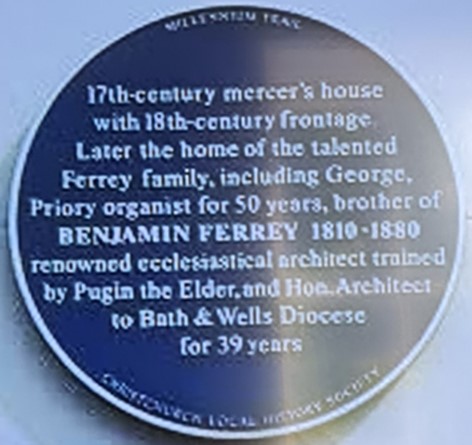 MILLENNIUM TRAIL
17th-century mercer's house
with 18th-century frontage.
Later the home of the talented
Ferrey family, including George,
Priory organist for 50 years, brother of
BENJAMIN FERREY 1810-1880
renowned ecclesiastical architect trained
by Pugin the Elder, and Hon. Architect
to Bath & Wells Diocese
for 39 years
CHRISTCHURCH LOCAL HISTORY SOCIETY